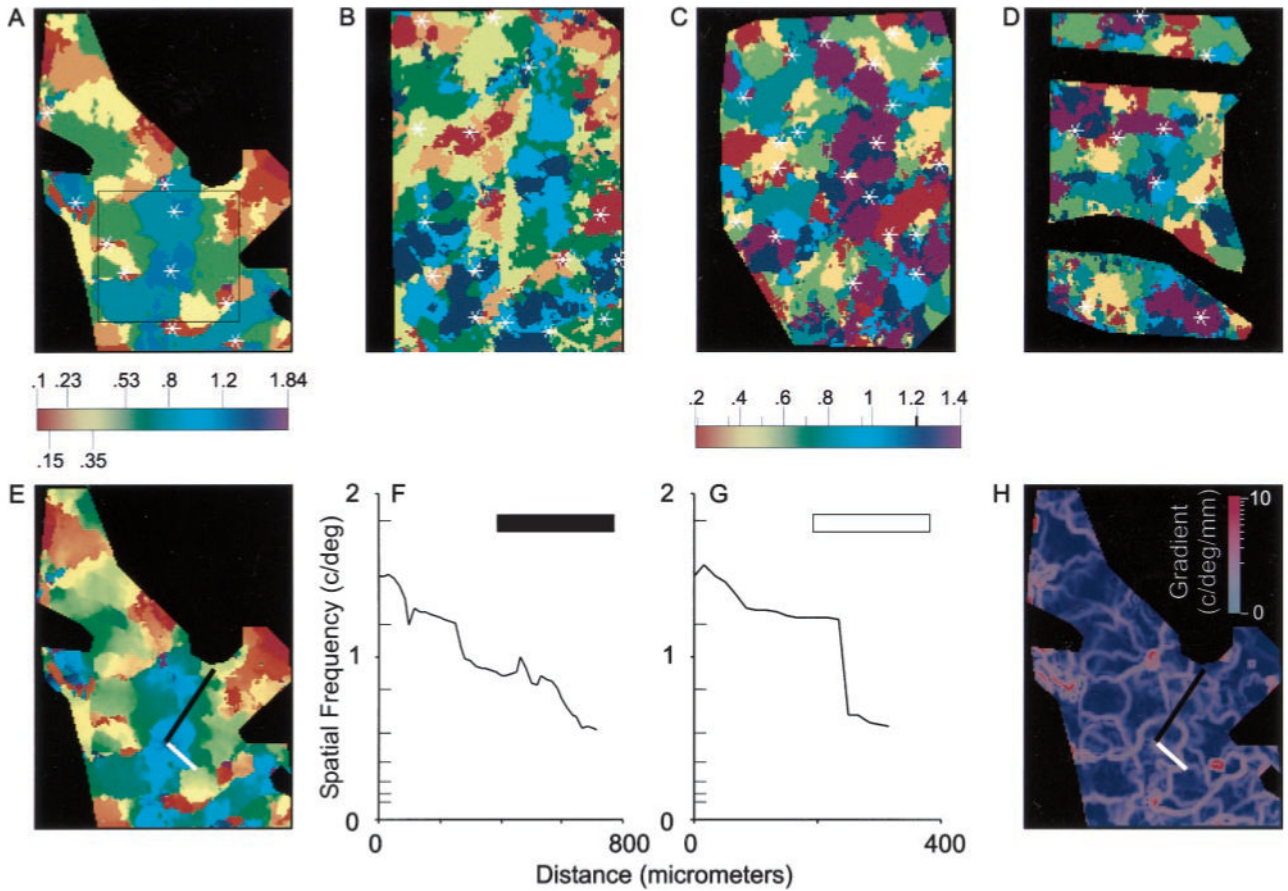 A
B
C
D
.1 .23 .53 .8 1.2 1.84
.15 .35
.2 .4 .6 .8 1 1.2 1.4
E
F
G
H
2
1
0
Spatial Frequency (c/deg)
0 800
2
1
0
0 400
Distance (micrometers)
Gradient
(c/deg/mm)
10
0